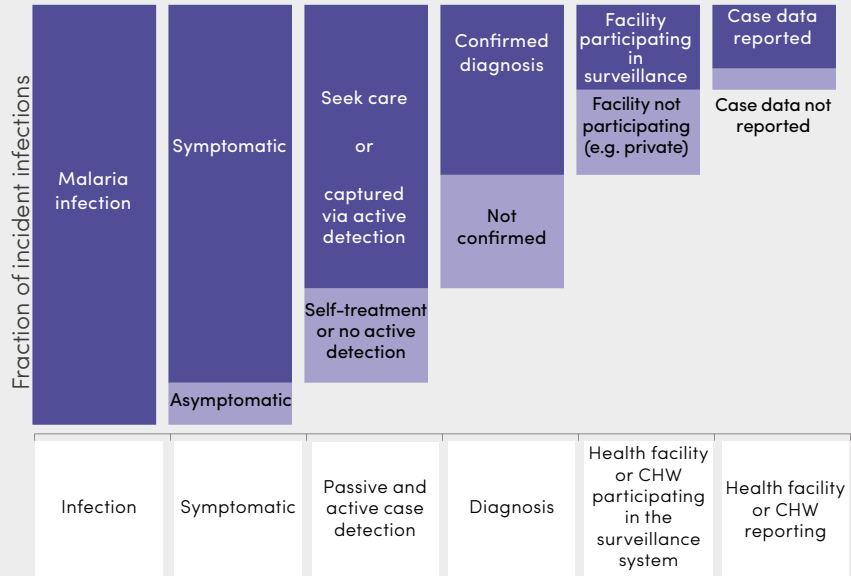 Fraction of incident infections
Malaria
infection
Symptomatic
Asymptomatic
Seek care
or
captured
via active
detection
Self-treatment
or no active
detection
Confirmed
diagnosis
Not
confirmed
Facility
participating
in
surveillance
Facility not
participating
(e.g. private)
Case data
reported
Case data not
reported
Infection
Symptomatic
Passive and
active case
detection
Diagnosis
Health facility
or CHW
participating
in the
surveillance
system
Health facility
or CHW
reporting